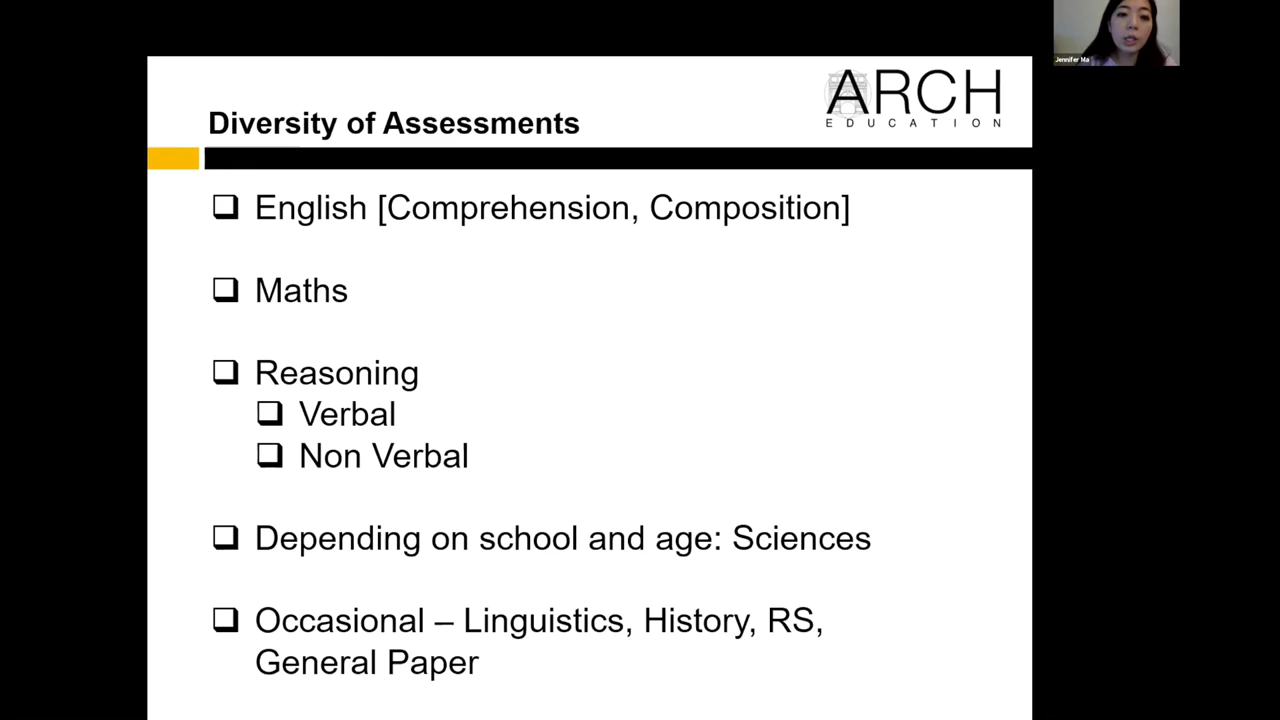 Jennifer Ma
ARCH
EDUCATION
Diversity of Assessments
English [Comprehension, Composition]
Maths
Reasoning
Verbal
Non Verbal
Depending on school and age: Sciences
Occasional – Linguistics, History, RS,
General Paper